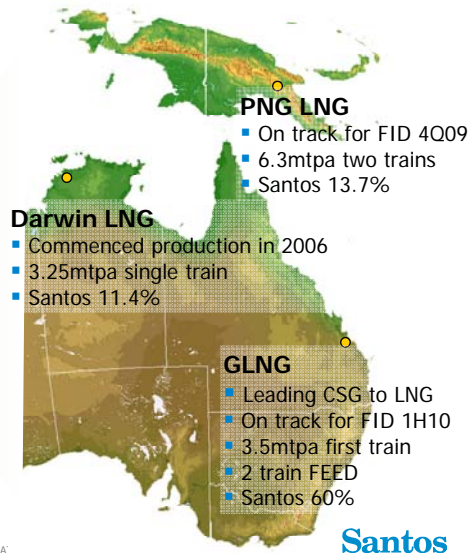 PNG LNG
▪ On track for FID 4Q09
▪ 6.3mtpa two trains
▪ Santos 13.7%
Darwin LNG
▪ Commenced production in 2006
▪ 3.25mtpa single train
▪ Santos 11.4%
GLNG
▪ Leading CSG to LNG
▪ On track for FID 1H10
▪ 3.5mtpa first train
▪ 2 train FEED
▪ Santos 60%
Santos